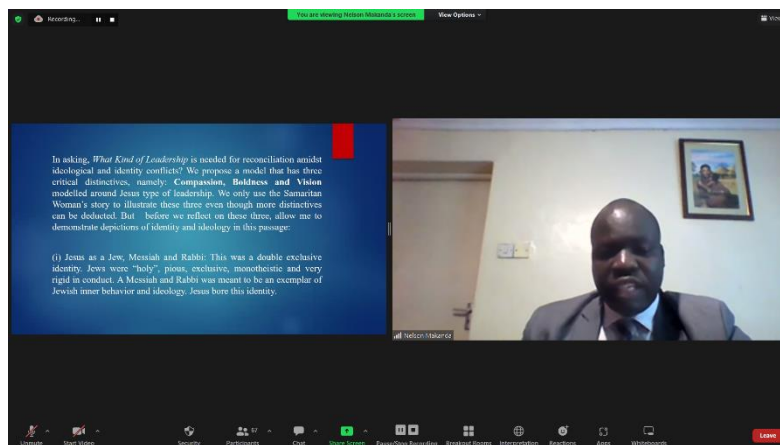 Recording...
You are viewing Nelson Makanda's screen
View Options
View
In asking, What Kind of Leadership is needed for reconciliation amidst
ideological and identity conflicts? We propose a model that has three
critical distinctives, namely: Compassion, Boldness and Vision
modelled around Jesus type of leadership. We only use the Samaritan
Woman's story to illustrate these three even though more distinctives
can be deducted. But before we reflect on these three, allow me to
demonstrate depictions of identity and ideology in this passage:
(i) Jesus as a Jew, Messiah and Rabbi: This was a double exclusive
identity. Jews were "holy", pious, exclusive, monotheistic and very
rigid in conduct. A Messiah and Rabbi was meant to be an exemplar of
Jewish inner behavior and ideology. Jesus bore this identity.
Nelson Makanda
Unmute
Start Video
Security
Participants
57
Chat
Share Screen
Pause/Stop Recording
Breakout Rooms
Interpretation
Reactions
Apps
Whiteboards
Leave